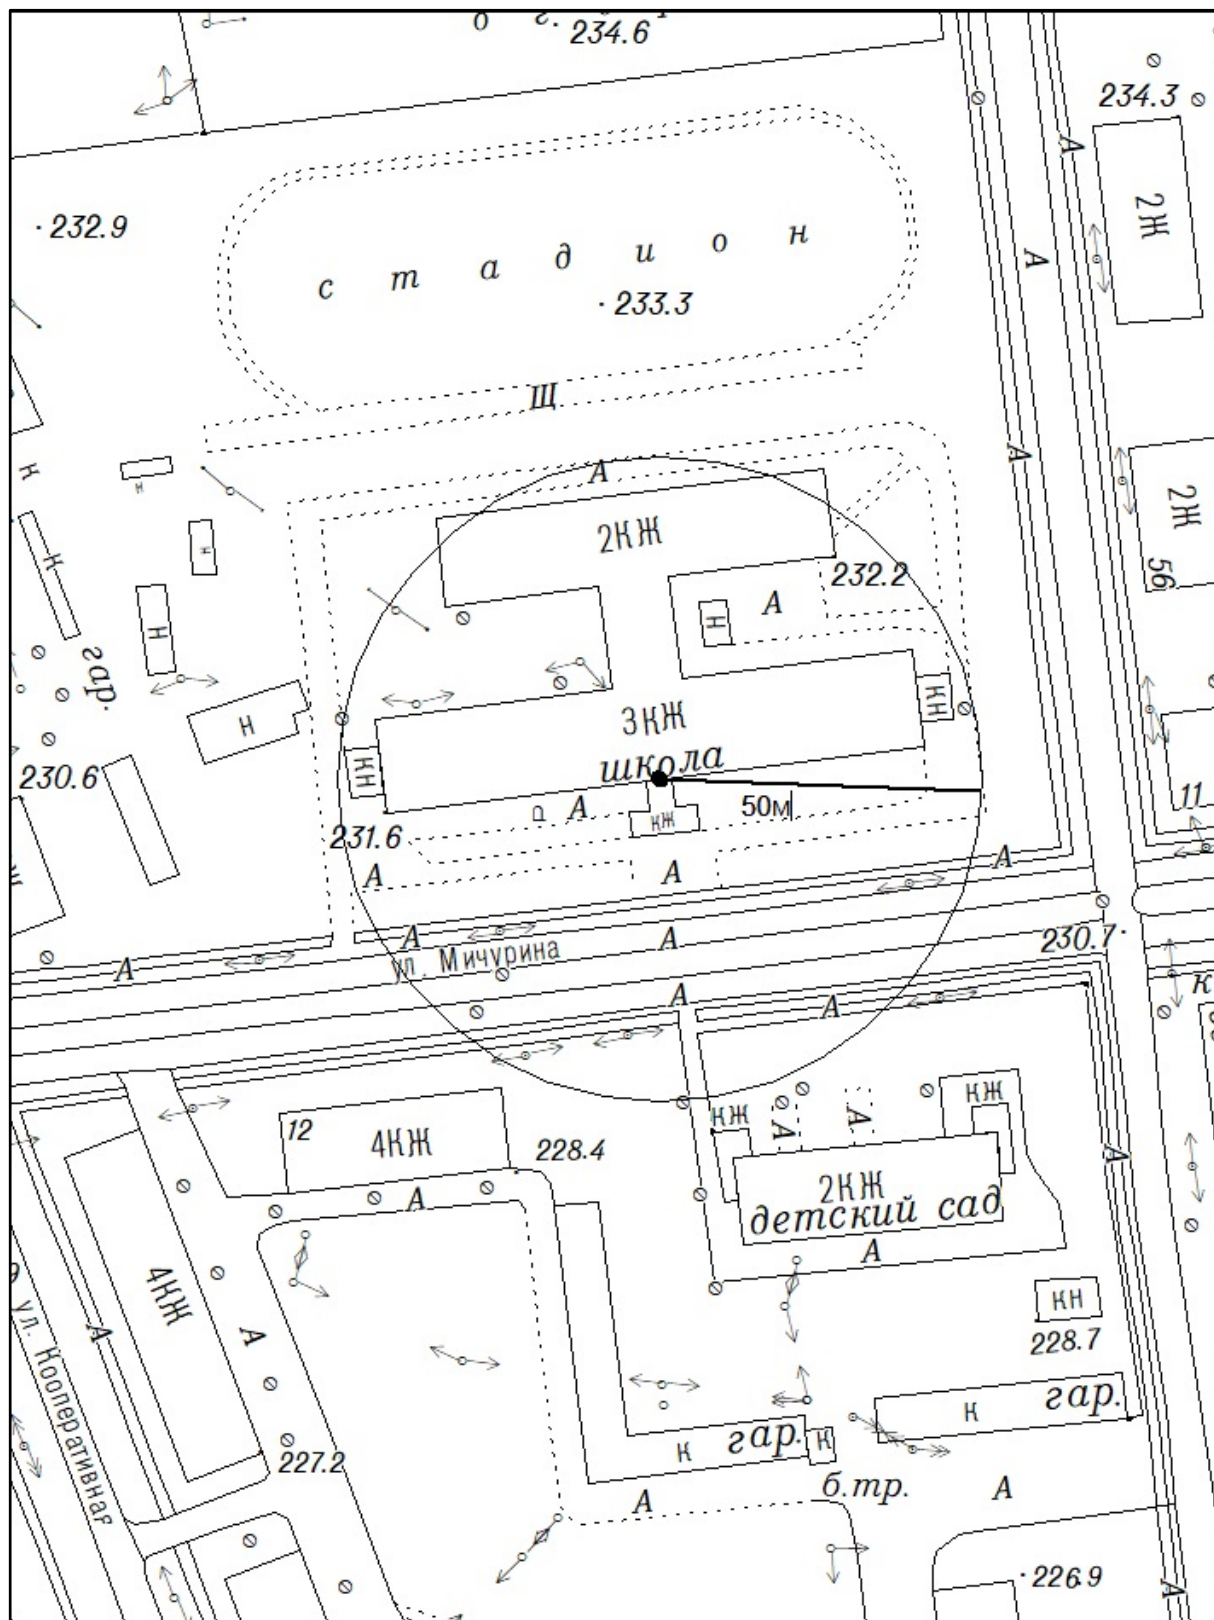 234.6
234.3
А
2Ж
232.9
стадион
А
233.3
Щ
А
А
н
н
2Ж
2КЖ
н
н
56
232.2
А
н
н
гар.
н
3КЖ
кн
кн
школа
230.6
50м
11
А
кж
231.6
А
А
А
А
А
230.7
ул. Мичурина
А
к
А
А
12
4КЖ
228.4
кж
кж
А
А
А
2КЖ
детский сад
А
А
4КЖ
А
А
кн
228.7
ул. Кооперативная
к
гар.
к
гар.
к
227.2
б.тр.
А
А
226.9
А